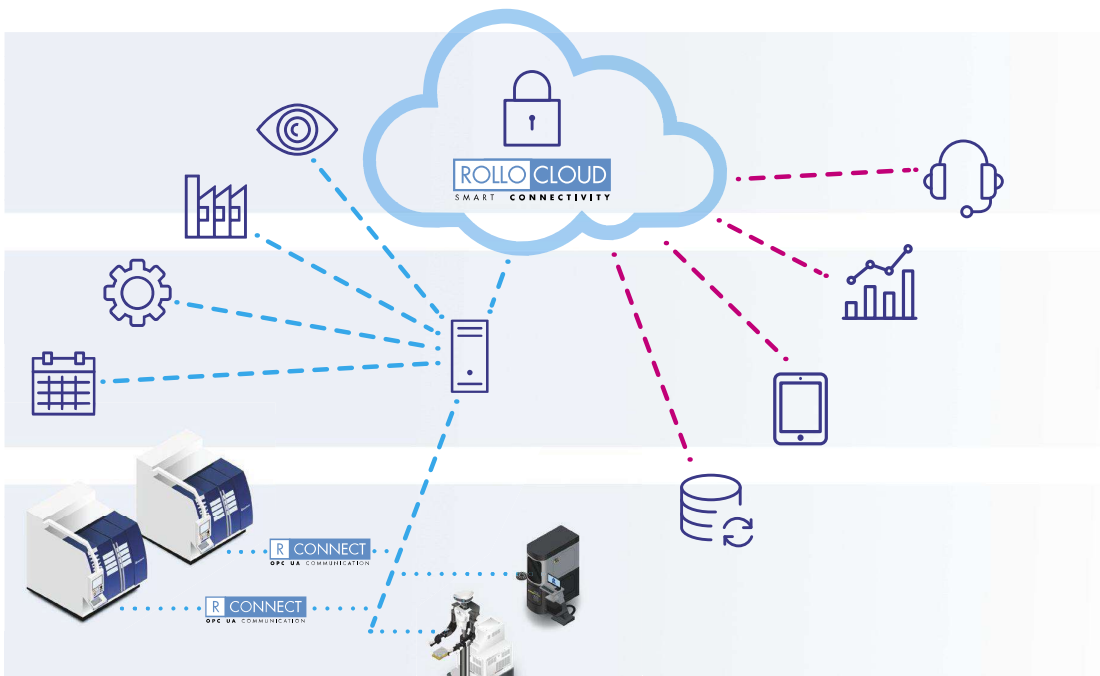 ROLLO CLOUD
SMART CONNECTIVITY
R CONNECT
OPC UA COMMUNICATION
R CONNECT
OPC UA COMMUNICATION